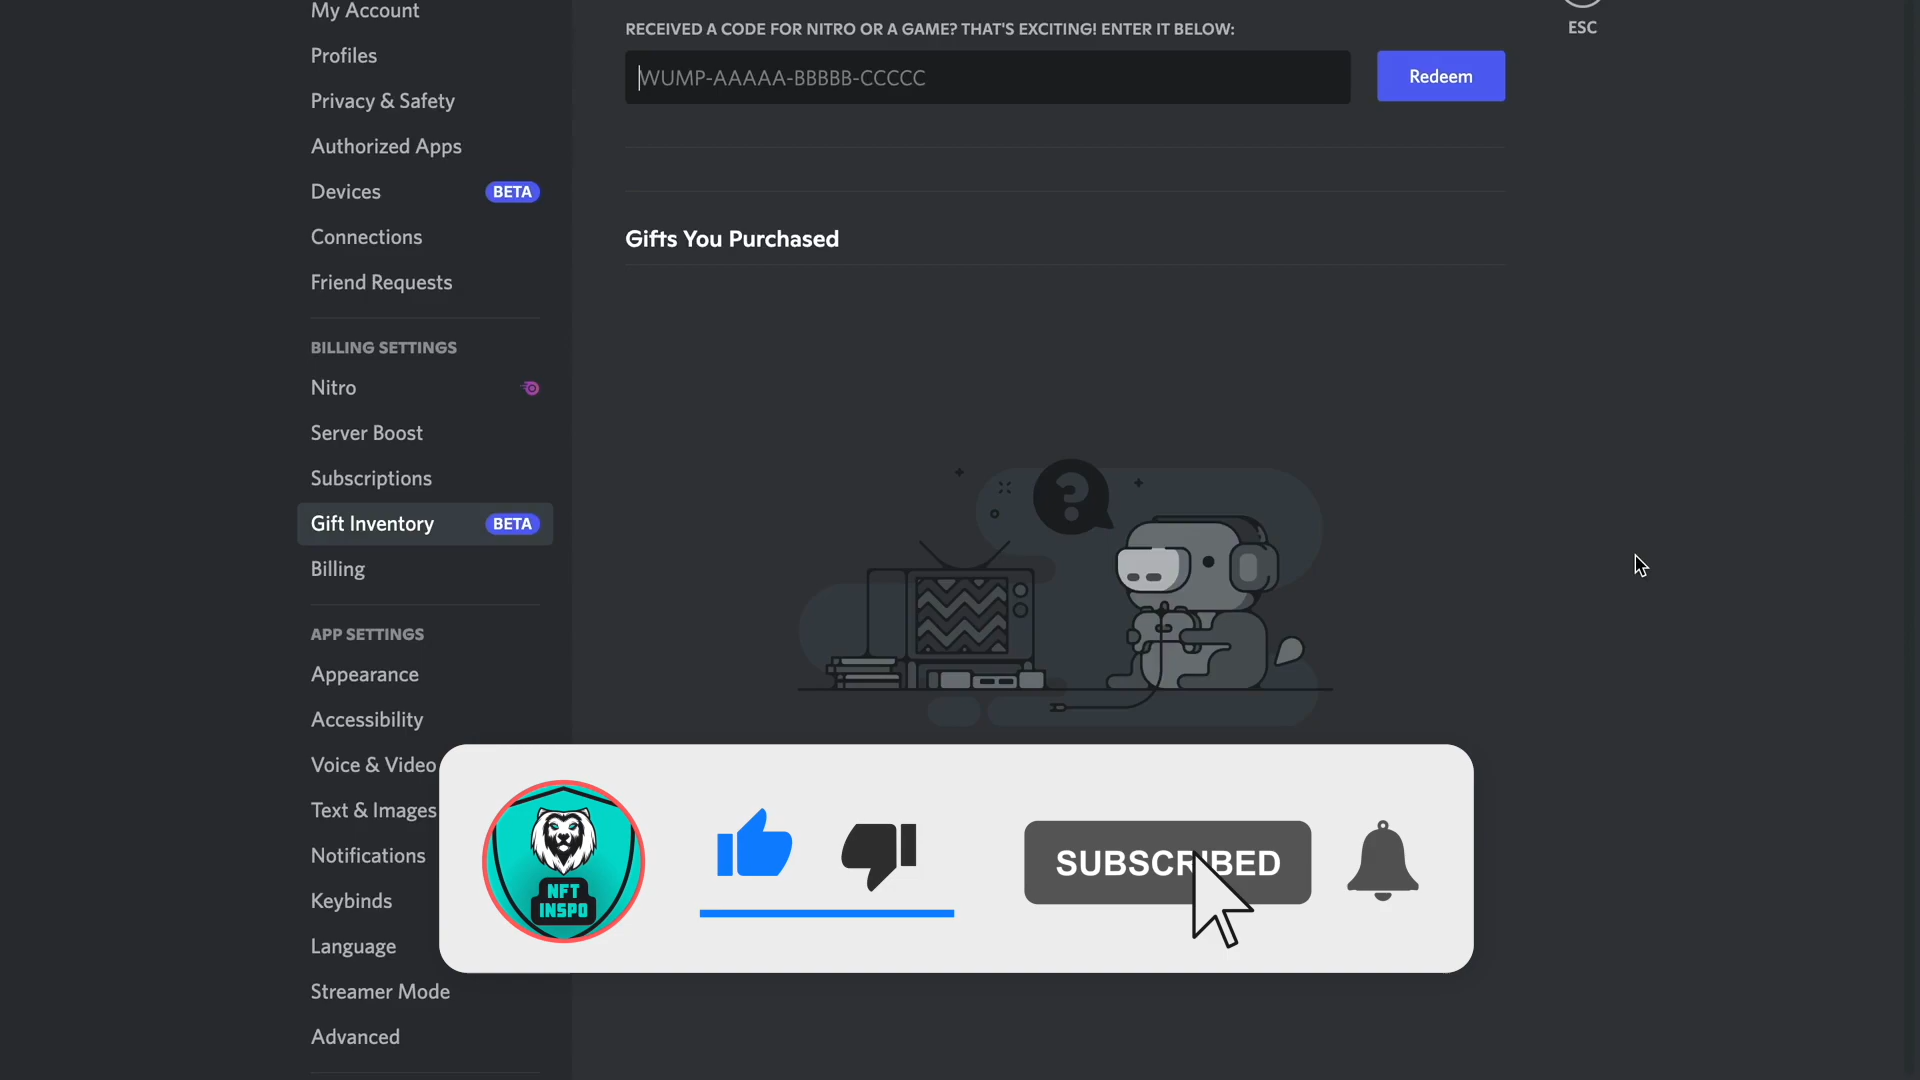 My Account
Profiles
Privacy & Safety
Authorized Apps
Devices BETA
Connections
Friend Requests
BILLING SETTINGS
Nitro
Server Boost
Subscriptions
Gift Inventory BETA
Billing
APP SETTINGS
Appearance
Accessibility
Voice & Video
Text & Images
Notifications
Keybinds
Language
Streamer Mode
Advanced
RECEIVED A CODE FOR NITRO OR A GAME? THAT'S EXCITING! ENTER IT BELOW:
WUMP-AAAAA-BBBBB-CCCCC
Redeem
ESC
Gifts You Purchased
?
NFT
INSPO
SUBSCRIBED